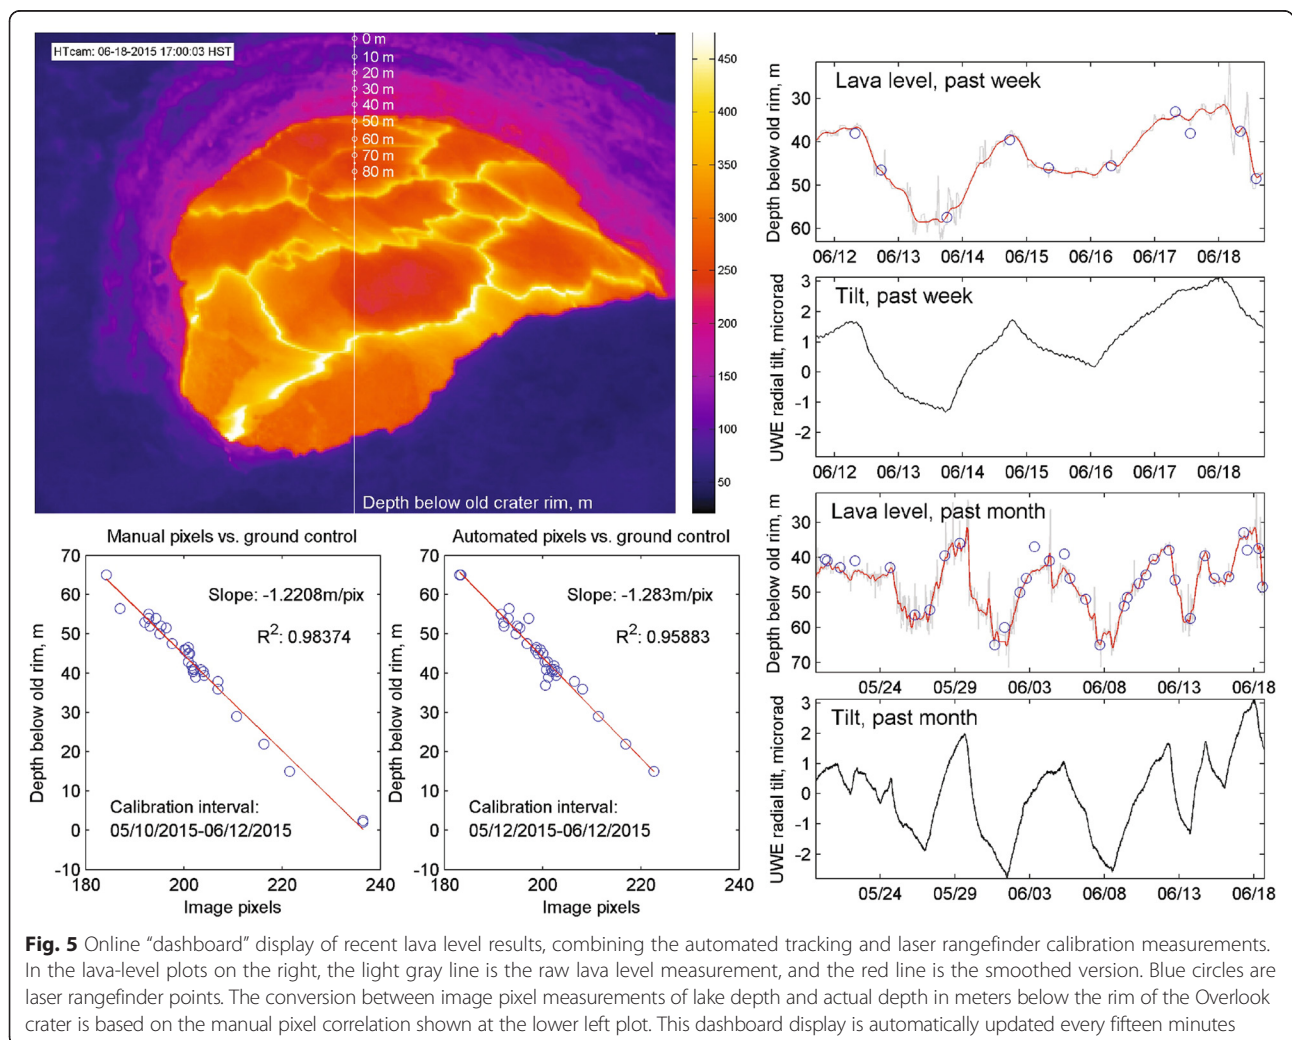 HTcam: 06-18-2015 17:00:03 HST
0 m
10 m
20 m
30 m
40 m
50 m
60 m
70 m
80 m
Depth below old crater rim, m
450
400
350
300
250
200
150
100
50
Lava level, past week
Depth below old rim, m
30
40
50
60
06/12 06/13 06/14 06/15 06/16 06/17 06/18
Tilt, past week
UWE radial tilt, microrad
3
2
1
0
-1
-2
06/12 06/13 06/14 06/15 06/16 06/17 06/18
Manual pixels vs. ground control
Depth below old rim, m
70
60
50
40
30
20
10
0
-10
Slope: -1.2208m/pix
R2: 0.98374
Calibration interval:
05/10/2015-06/12/2015
180 200 220 240
Image pixels
Automated pixels vs. ground control
Depth below old rim, m
70
60
50
40
30
20
10
0
-10
Slope: -1.283m/pix
R2: 0.95883
Calibration interval:
05/12/2015-06/12/2015
180 200 220 240
Image pixels
Lava level, past month
Depth below old rim, m
30
40
50
60
70
05/24 05/29 06/03 06/08 06/13 06/18
Tilt, past month
UWE radial tilt, microrad
3
2
1
0
-1
-2
05/24 05/29 06/03 06/08 06/13 06/18
Fig. 5 Online “dashboard” display of recent lava level results, combining the automated tracking and laser rangefinder calibration measurements.
In the lava-level plots on the right, the light gray line is the raw lava level measurement, and the red line is the smoothed version. Blue circles are
laser rangefinder points. The conversion between image pixel measurements of lake depth and actual depth in meters below the rim of the Overlook
crater is based on the manual pixel correlation shown at the lower left plot. This dashboard display is automatically updated every fifteen minutes